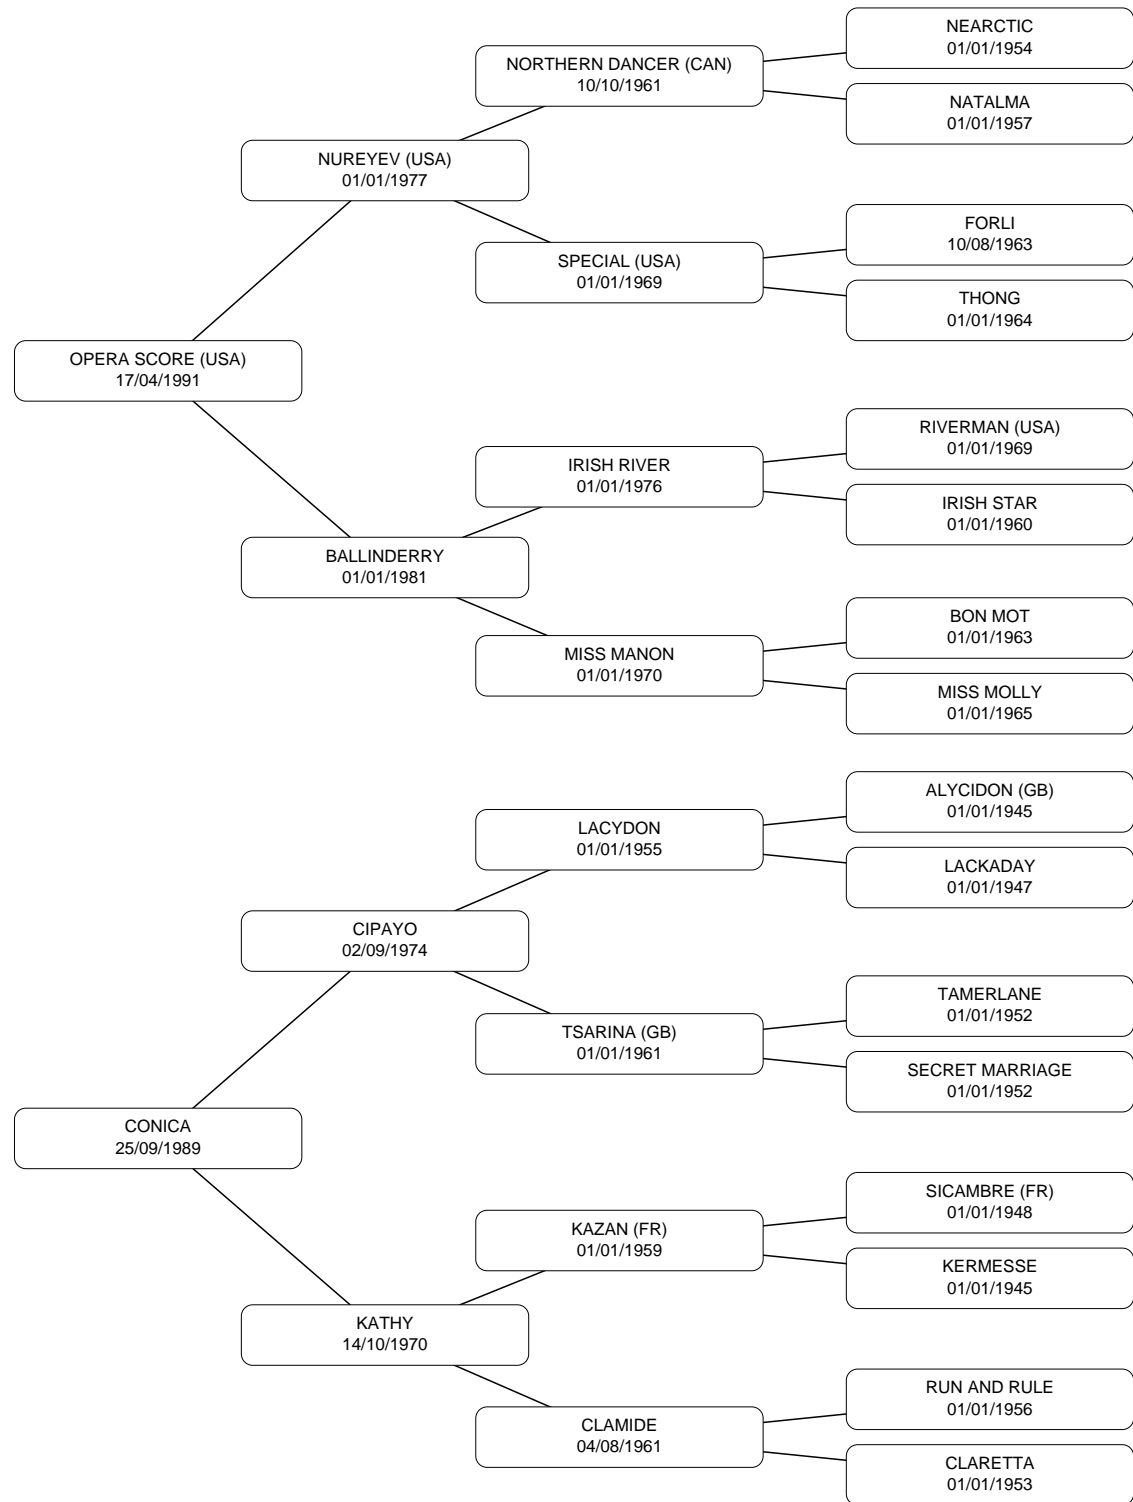 NEARCTIC
01/01/1954
NORTHERN DANCER (CAN)
10/10/1961
NATALMA
01/01/1957
NUREYEV (USA)
01/01/1977
FORLI
10/08/1963
SPECIAL (USA)
01/01/1969
THONG
01/01/1964
OPERA SCORE (USA)
17/04/1991
RIVERMAN (USA)
01/01/1969
IRISH RIVER
01/01/1976
IRISH STAR
01/01/1960
BALLINDERRY
01/01/1981
BON MOT
01/01/1963
MISS MANON
01/01/1970
MISS MOLLY
01/01/1965
ALYCIDON (GB)
01/01/1945
LACYDON
01/01/1955
LACKADAY
01/01/1947
CIPAYO
02/09/1974
TAMERLANE
01/01/1952
TSARINA (GB)
01/01/1961
SECRET MARRIAGE
01/01/1952
CONICA
25/09/1989
SICAMBRE (FR)
01/01/1948
KAZAN (FR)
01/01/1959
KERMESSE
01/01/1945
KATHY
14/10/1970
RUN AND RULE
01/01/1956
CLAMIDE
04/08/1961
CLARETTA
01/01/1953